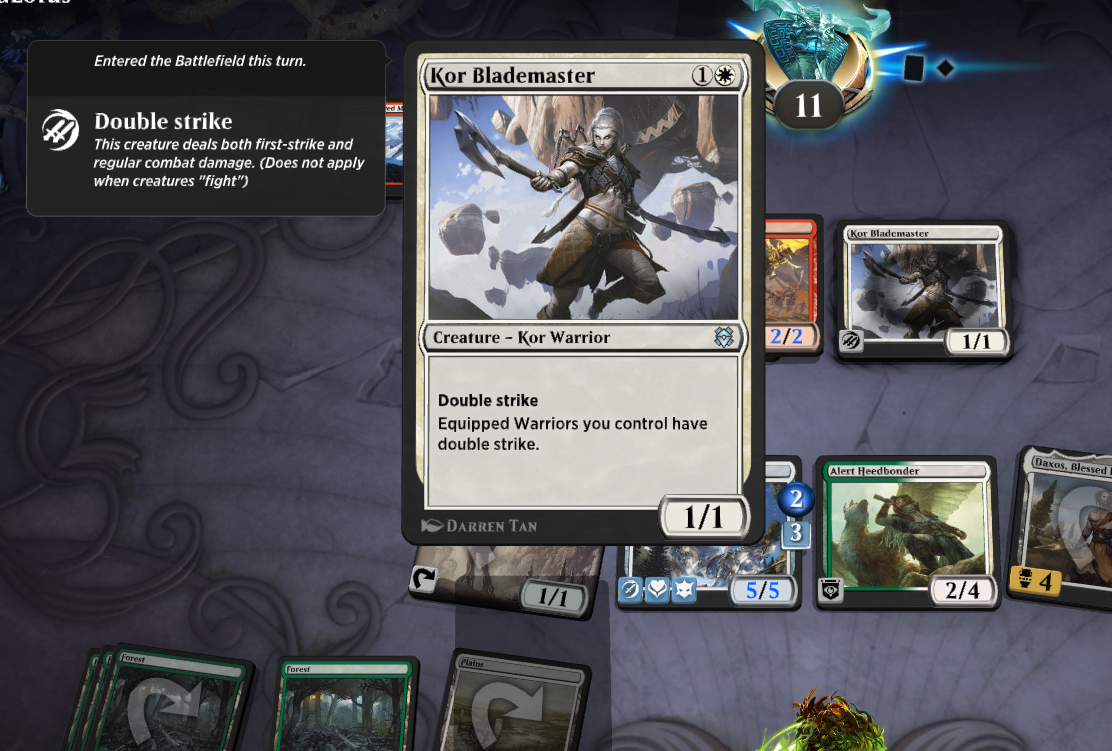 Entered the Battlefield this turn.
Double strike
This creature deals both first-strike and
regular combat damage. (Does not apply
when creatures "fight")
Kor Blademaster
1
Creature – Kor Warrior
Double strike
Equipped Warriors you control have
double strike.
DARREN TAN
1/1
11
2/2
Kor Blademaster
1/1
1/1
2
3
5/5
Alert Heedbonder
2/4
Daxos, Blessed
4
Forest
Forest
Plains